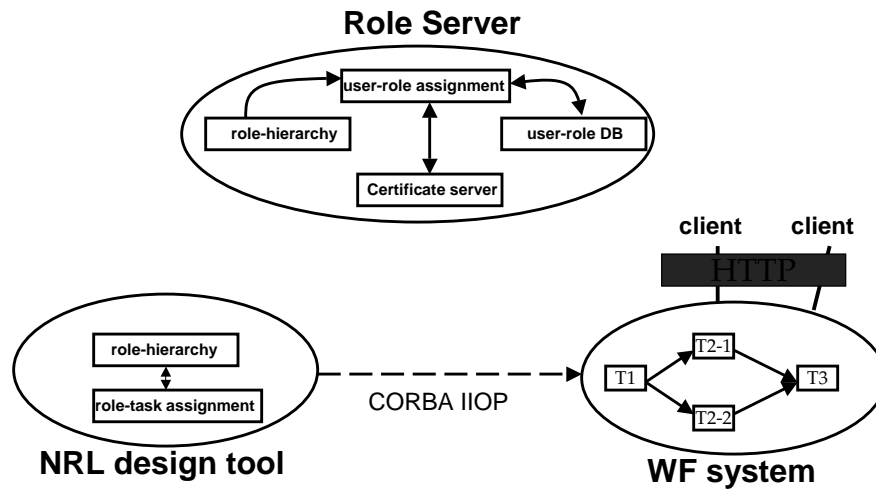 Role Server
user-role assignment
role-hierarchy
user-role DB
Certificate server
client client
HTTP
role-hierarchy
role-task assignment
CORBA IIOP
T1
T2-1
T2-2
T3
NRL design tool
WF system